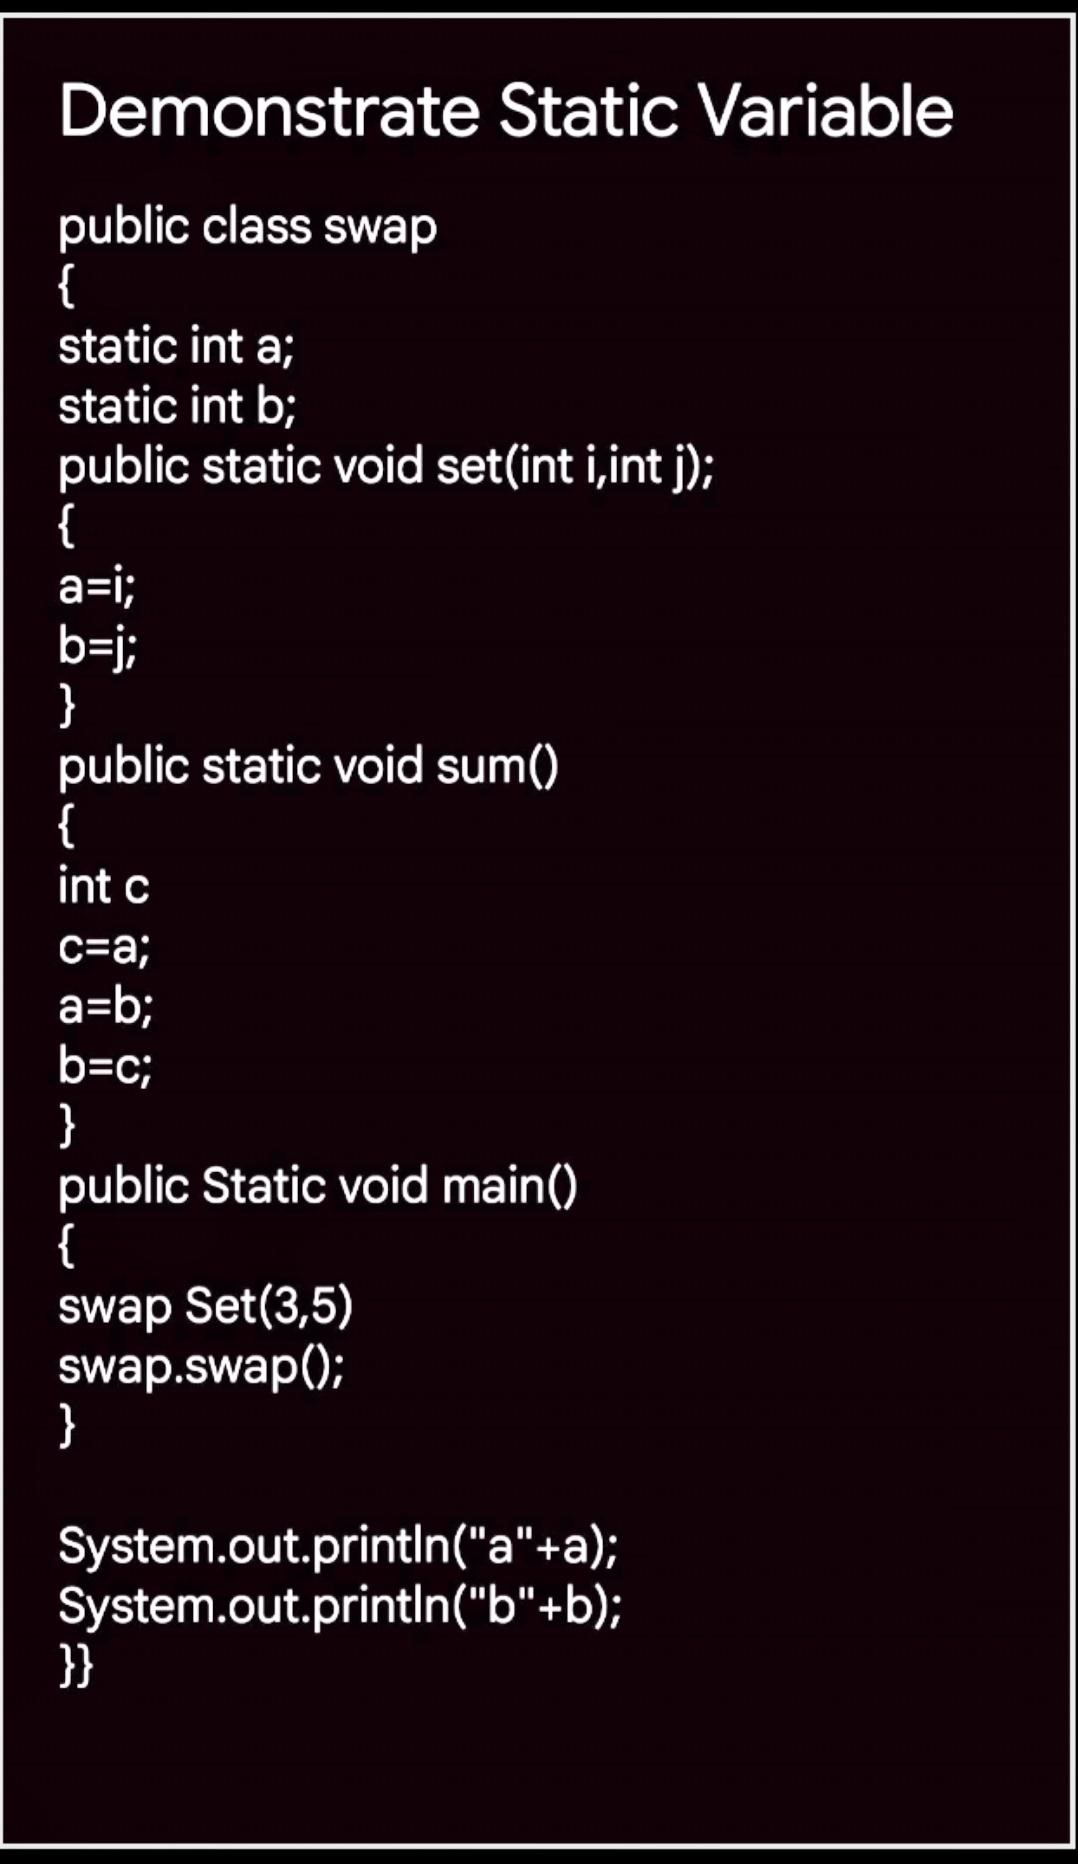 Demonstrate Static Variable
public class swap
{
static int a;
static int b;
public static void set(int i,int j);
{
a=i;
b=j;
}
public static void sum()
{
int c
c=a;
a=b;
b=c;
}
public Static void main()
{
swap Set(3,5)
swap.swap();
}
System.out.println("a"+a);
System.out.println("b"+b);
}}